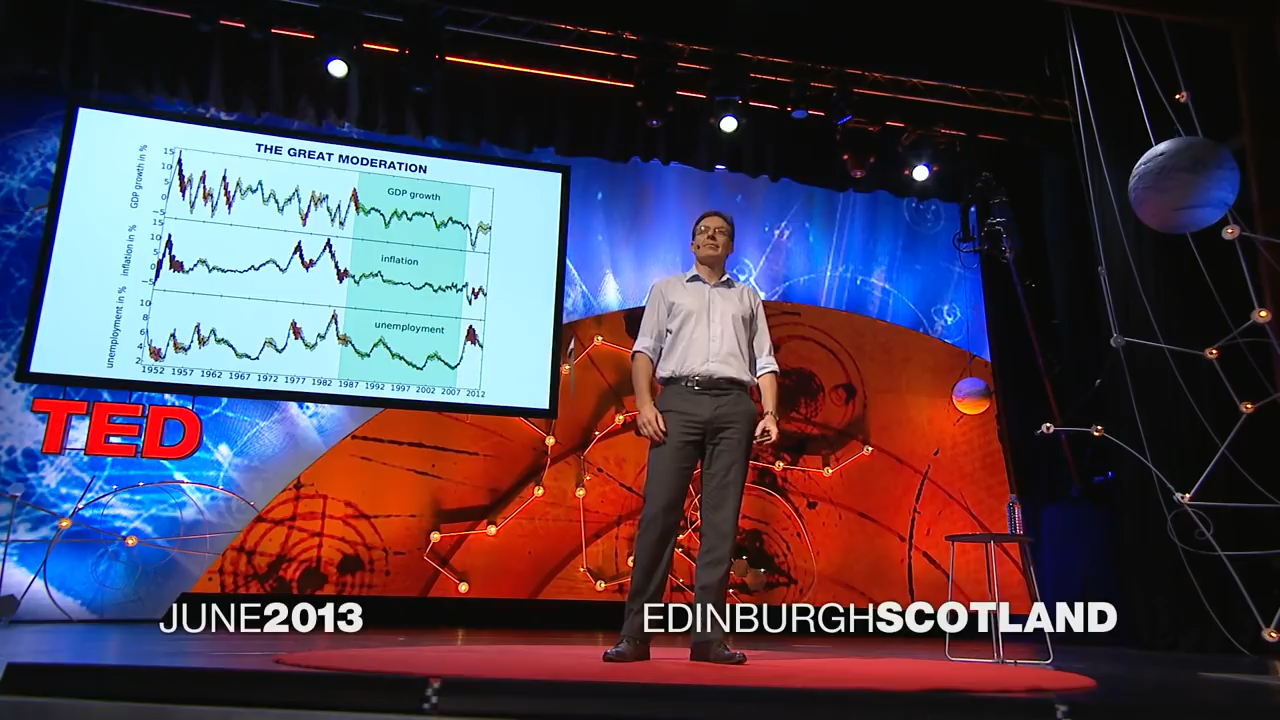 THE GREAT MODERATION
GDP growth in %
15
10
5
0
−5
GDP growth
inflation in %
15
10
5
0
−5
inflation
unemployment in %
10
8
6
4
2
unemployment
1952 1957 1962 1967 1972 1977 1982 1987 1992 1997 2002 2007 2012
TED
JUNE2013
EDINBURGHSCOTLAND